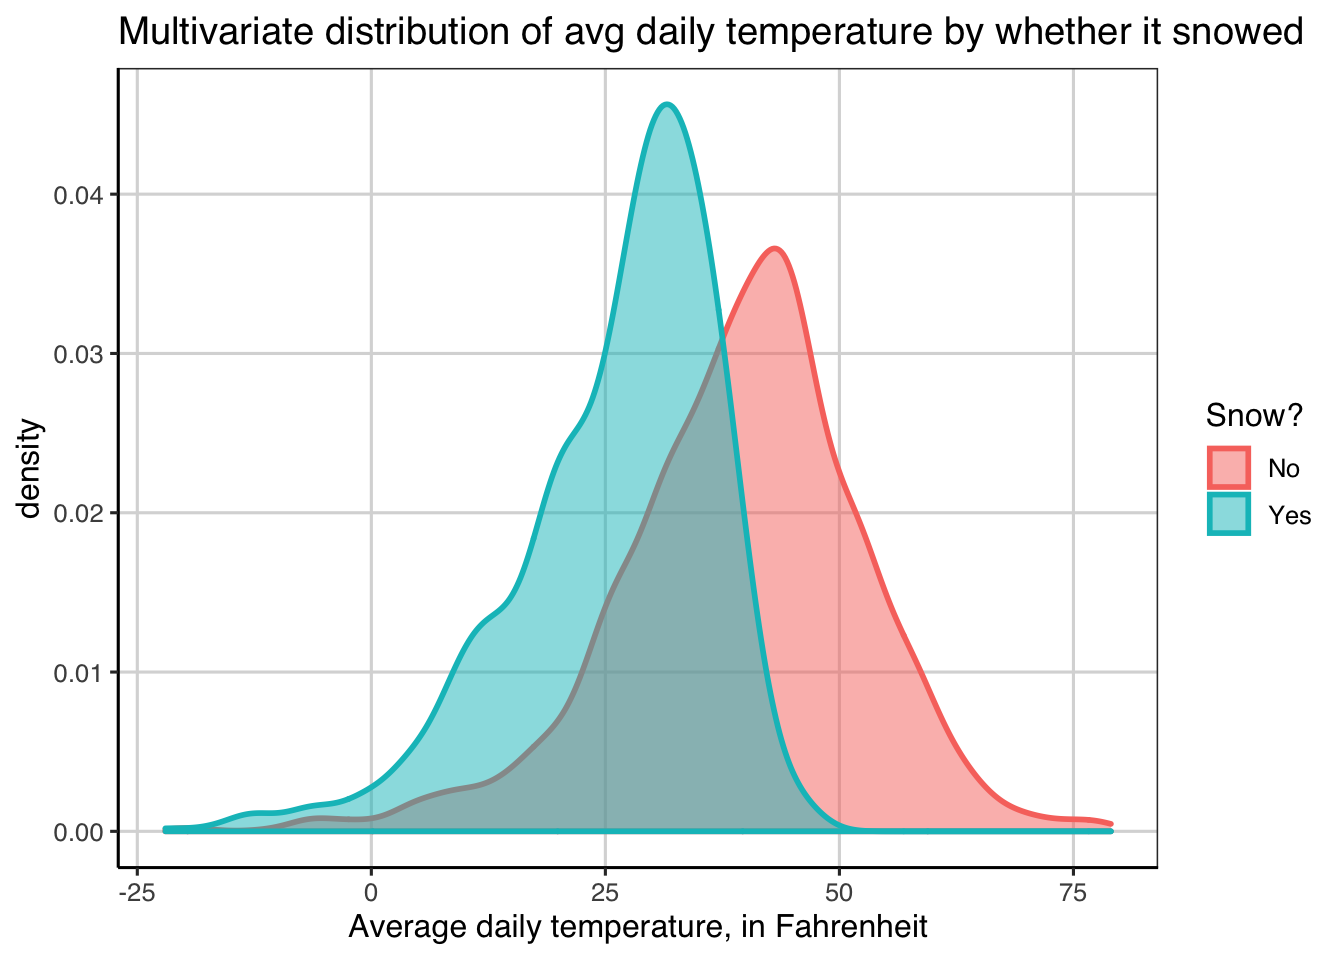 Multivariate distribution of avg daily temperature by whether it snowed
density
0.04
0.03
0.02
0.01
0.00
-25 0 25 50 75
Average daily temperature, in Fahrenheit
Snow?
No
Yes